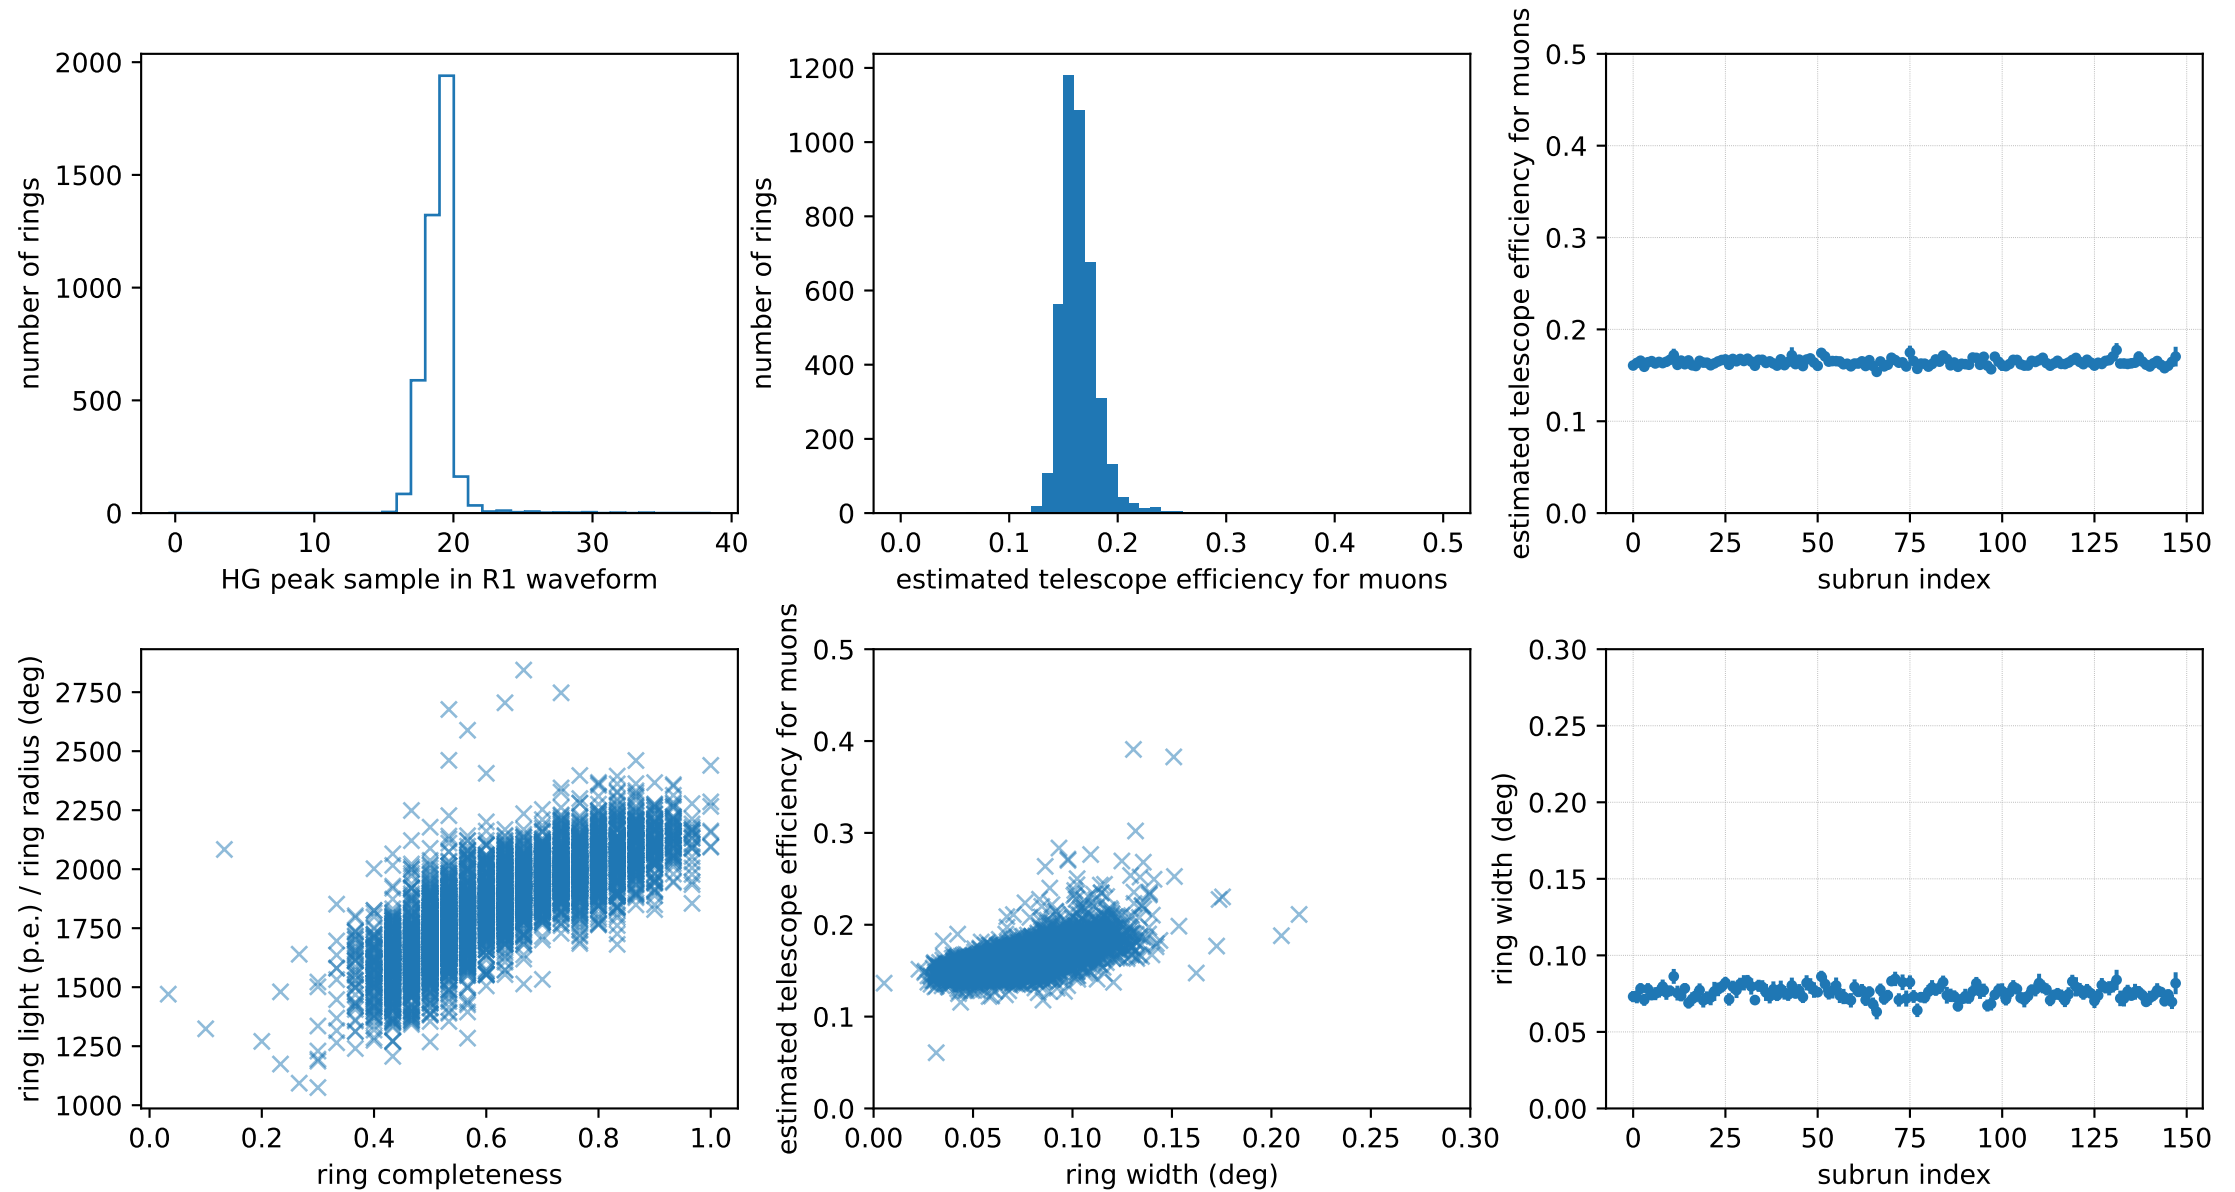 2000
1500
1000
500
0
number of rings
0 10 20 30 40
HG peak sample in R1 waveform
1200
1000
800
600
400
200
0
number of rings
0.0 0.1 0.2 0.3 0.4 0.5
estimated telescope efficiency for muons
0.5
0.4
0.3
0.2
0.1
0.0
estimated telescope efficiency for muons
0 25 50 75 100 125 150
subrun index
2750
2500
2250
2000
1750
1500
1250
1000
ring light (p.e.) / ring radius (deg)
0.0 0.2 0.4 0.6 0.8 1.0
ring completeness
0.5
0.4
0.3
0.2
0.1
0.0
estimated telescope efficiency for muons
0.00 0.05 0.10 0.15 0.20 0.25 0.30
ring width (deg)
0.30
0.25
0.20
0.15
0.10
0.05
0.00
ring width (deg)
0 25 50 75 100 125 150
subrun index